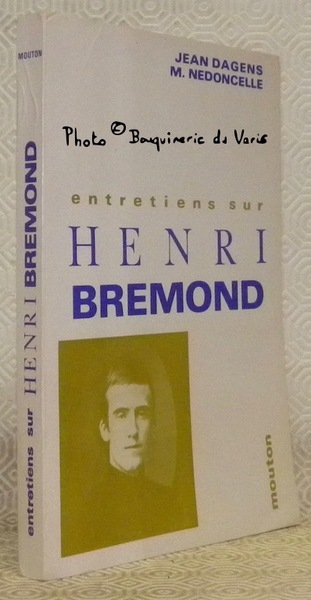 MOUTON
entretiens sur HENRI BREMOND
JEAN DAGENS
M. NEDONCELLE
Photo © Bouquinerie du Varis
entretiens sur
HENRI
BREMOND
mouton